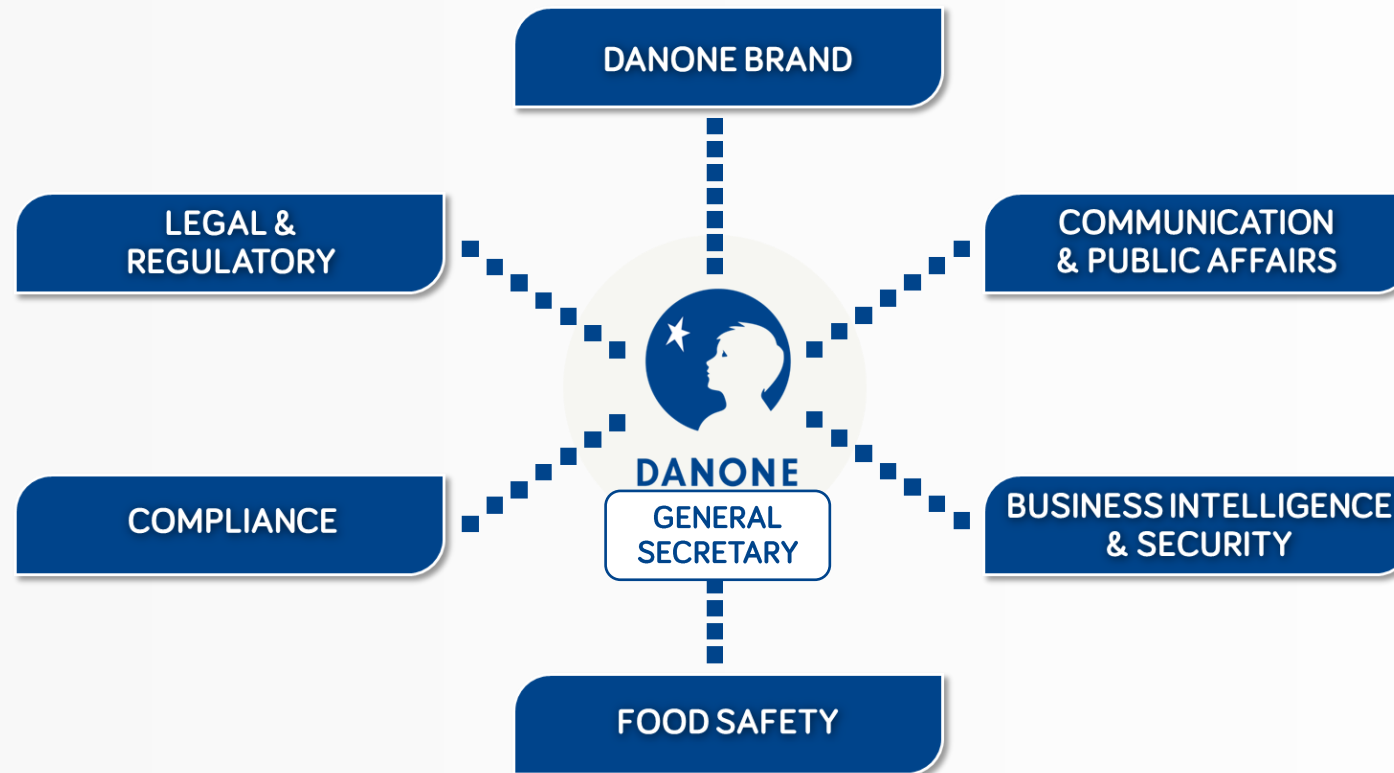 DANONE BRAND
LEGAL &
REGULATORY
COMMUNICATION
& PUBLIC AFFAIRS
DANONE
GENERAL
SECRETARY
COMPLIANCE
BUSINESS INTELLIGENCE
& SECURITY
FOOD SAFETY